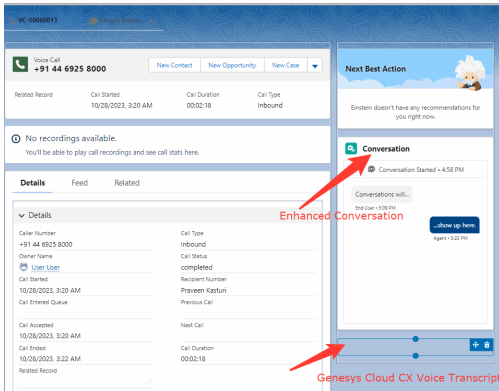 VC-00000013
Sample Button
Voice Call
+91 44 6925 8000
New Contact
New Opportunity
New Case
Related Record
Call Started
Call Duration
Call Type
10/28/2023, 3:20 AM
00:02:18
Inbound
No recordings available.
You'll be able to play call recordings and see call stats here.
Details
Feed
Related
Details
Caller Number
Call Type
+91 44 6925 8000
Inbound
Owner Name
Call Status
User User
completed
Call Started
Recipient Number
10/28/2023, 3:20 AM
Praveen Kasturi
Call Entered Queue
Previous Call
Call Accepted
Next Call
10/28/2023, 3:20 AM
Call Ended
Call Duration
10/28/2023, 3:22 AM
00:02:18
Related Record
Next Best Action
Einstein doesn't have any recommendations for
you right now.
Conversation
Conversation Started • 4:58 PM
Conversations will...
End User • 5:09 PM
...show up here.
Agent • 5:23 PM
Enhanced Conversation
Genesys Cloud CX Voice Transcript